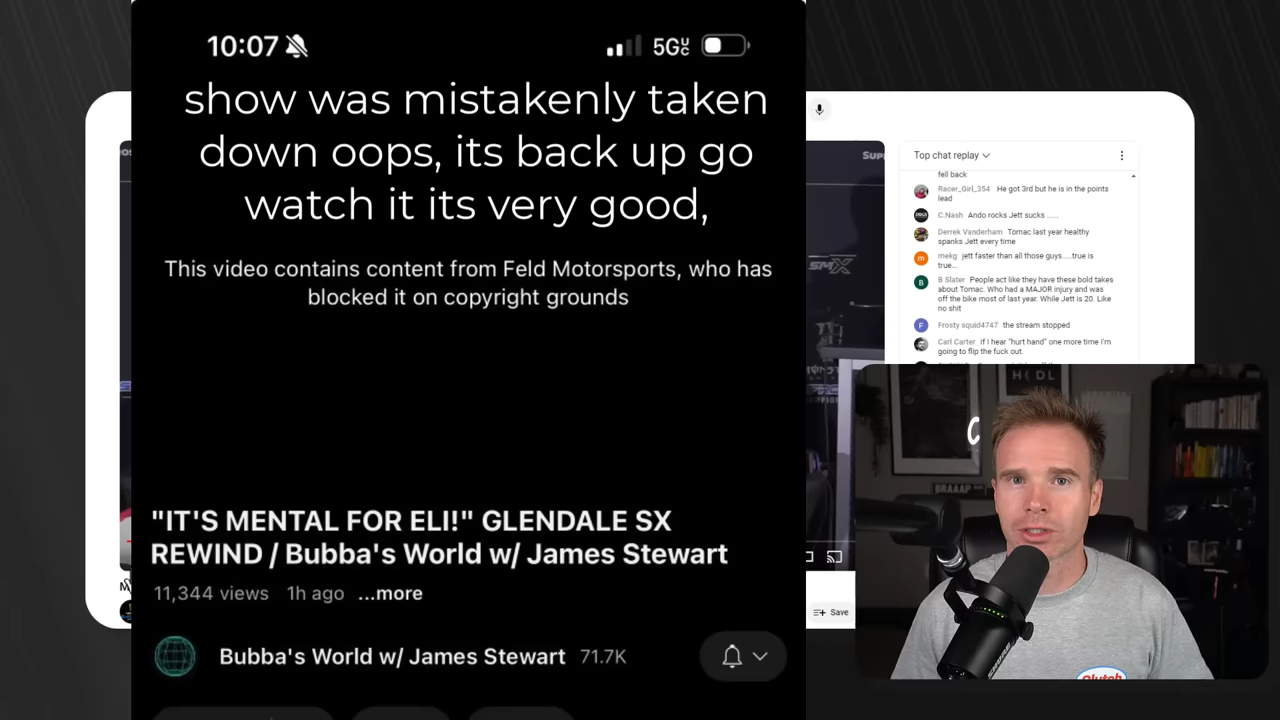 10:07
5GUC
show was mistakenly taken
down oops, its back up go
watch it its very good,
This video contains content from Feld Motorsports, who has
blocked it on copyright grounds
"IT'S MENTAL FOR ELI!" GLENDALE SX
REWIND / Bubba's World w/ James Stewart
11,344 views 1h ago ...more
Bubba's World w/ James Stewart 71.7K
Top chat replay
fell back
Racer_Girl_354 He got 3rd but he is in the points
lead
C.Nash Ando rocks Jett sucks ......
Derrek Vanderham Tomac last year healthy
spanks Jett every time
mekg jett faster than all those guys.....true is
true...
B Slater People act like they have these bold takes
about Tomac. Who had a MAJOR injury and was
off the bike most of last year. While Jett is 20. Like
no shit
Frosty squid4747 the stream stopped
Carl Carter If I hear "hurt hand" one more time I'm
going to flip the fuck out.
SMX
Save
H DL
BRAAAP
Clutch